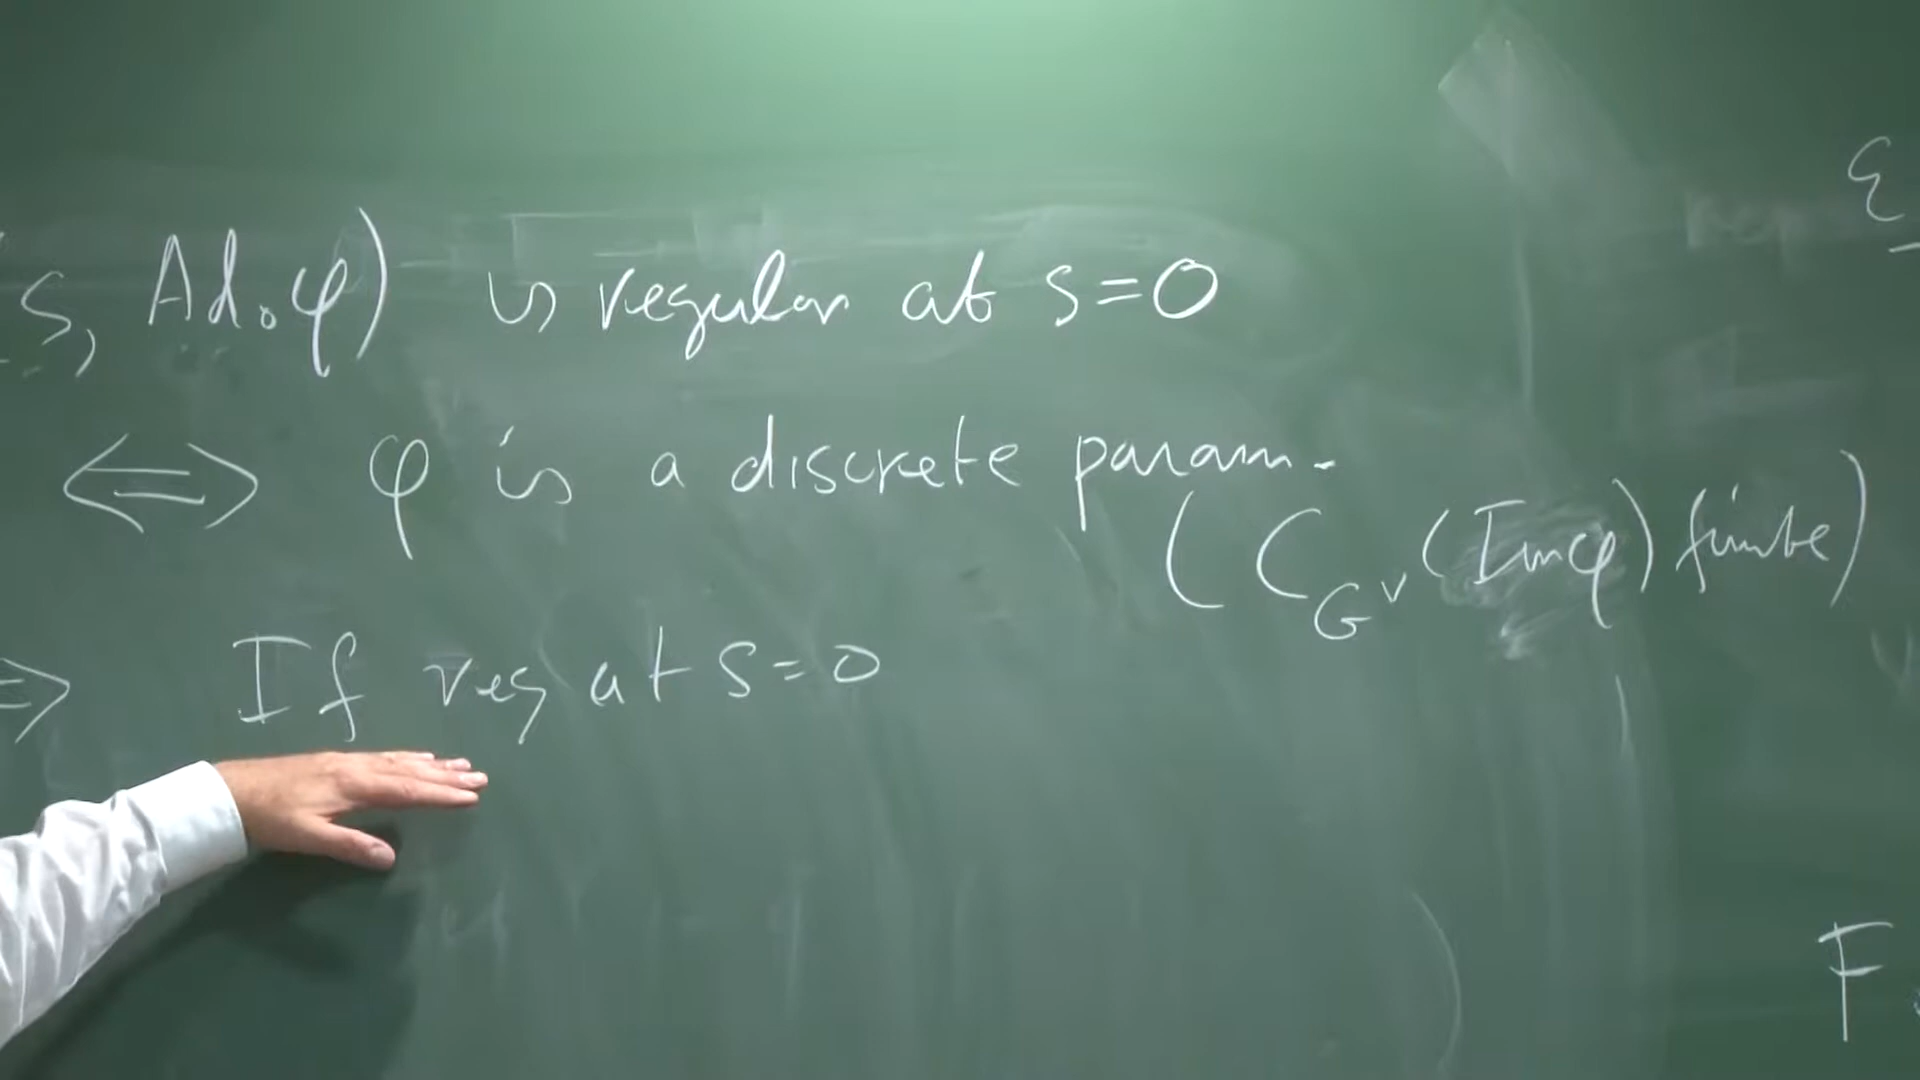 s, Ad∘φ) is regular at s=0
⟺ φ is a discrete param.
(C_{G^∨}(Im φ) finite)
⟹ If reg at s=0
ε
F